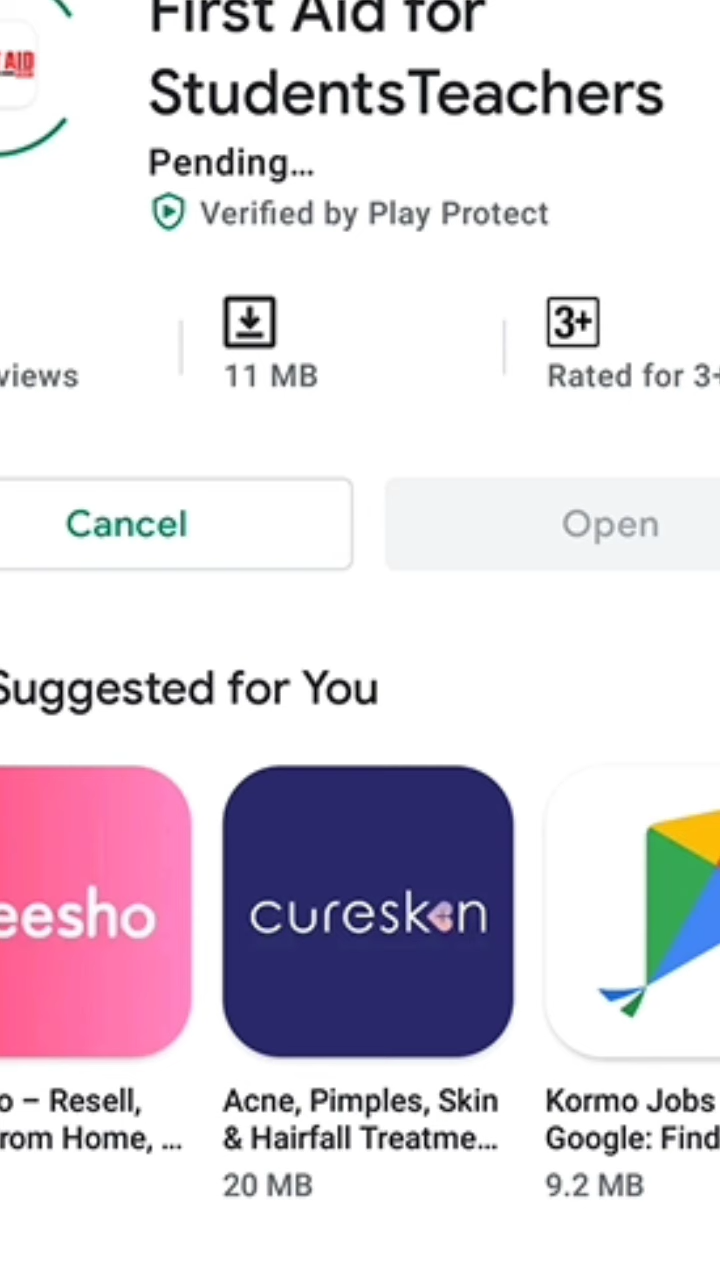 First Aid for
StudentsTeachers
AID
Pending...
Verified by Play Protect
3+
views
11 MB
Rated for 3+
Cancel
Open
Suggested for You
eesho
cureskin
o – Resell,
rom Home, ...
Acne, Pimples, Skin
& Hairfall Treatme...
20 MB
Kormo Jobs
Google: Find
9.2 MB